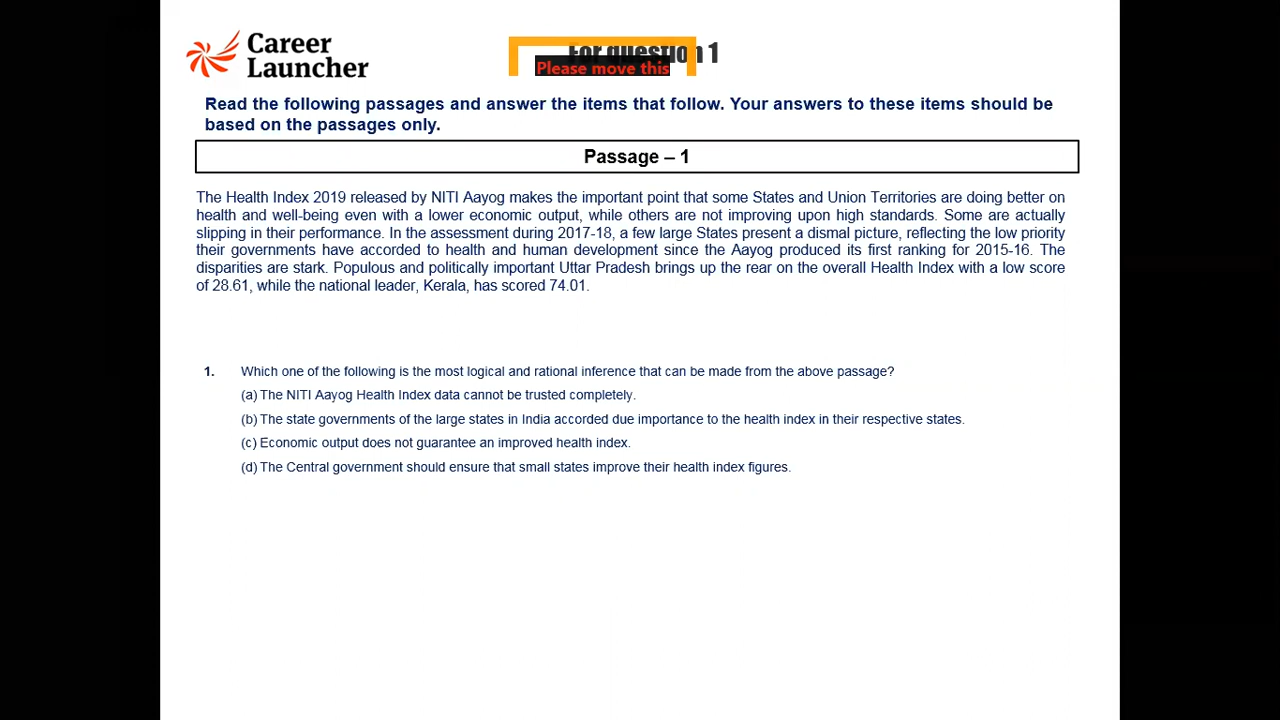 Career
Launcher
For question 1
Please move this
Read the following passages and answer the items that follow. Your answers to these items should be
based on the passages only.
Passage – 1
The Health Index 2019 released by NITI Aayog makes the important point that some States and Union Territories are doing better on
health and well-being even with a lower economic output, while others are not improving upon high standards. Some are actually
slipping in their performance. In the assessment during 2017-18, a few large States present a dismal picture, reflecting the low priority
their governments have accorded to health and human development since the Aayog produced its first ranking for 2015-16. The
disparities are stark. Populous and politically important Uttar Pradesh brings up the rear on the overall Health Index with a low score
of 28.61, while the national leader, Kerala, has scored 74.01.
1. Which one of the following is the most logical and rational inference that can be made from the above passage?
(a) The NITI Aayog Health Index data cannot be trusted completely.
(b) The state governments of the large states in India accorded due importance to the health index in their respective states.
(c) Economic output does not guarantee an improved health index.
(d) The Central government should ensure that small states improve their health index figures.